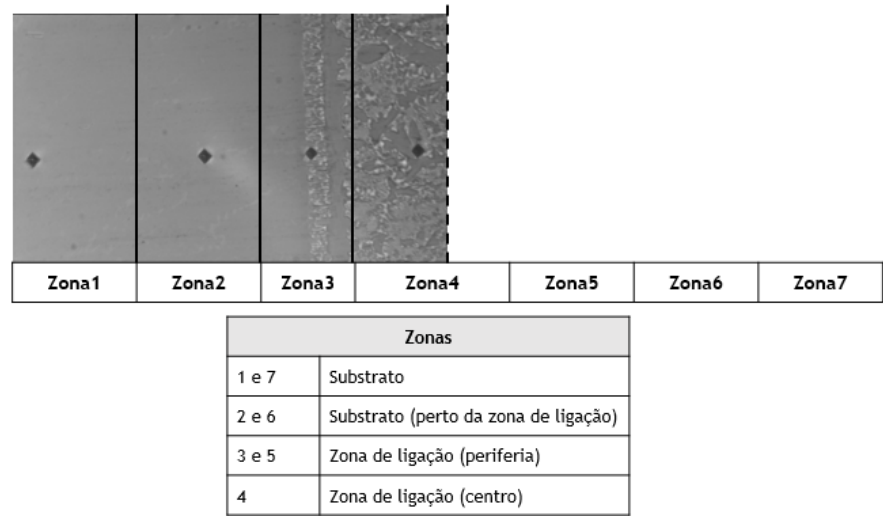 Zona1 Zona2 Zona3 Zona4 Zona5 Zona6 Zona7
Zonas
1 e 7 Substrato
2 e 6 Substrato (perto da zona de ligação)
3 e 5 Zona de ligação (periferia)
4 Zona de ligação (centro)